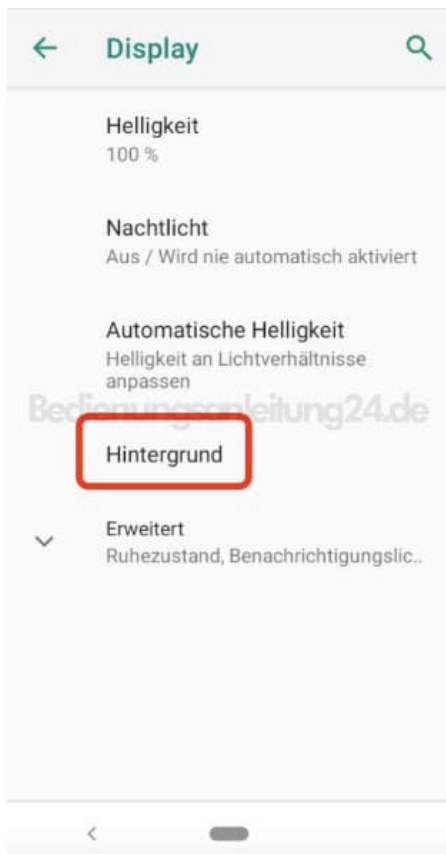 Display
Helligkeit
100 %
Nachtlicht
Aus / Wird nie automatisch aktiviert
Automatische Helligkeit
Helligkeit an Lichtverhältnisse
anpassen
Bedienungsanleitung24.de
Hintergrund
Erweitert
Ruhezustand, Benachrichtigungslic..